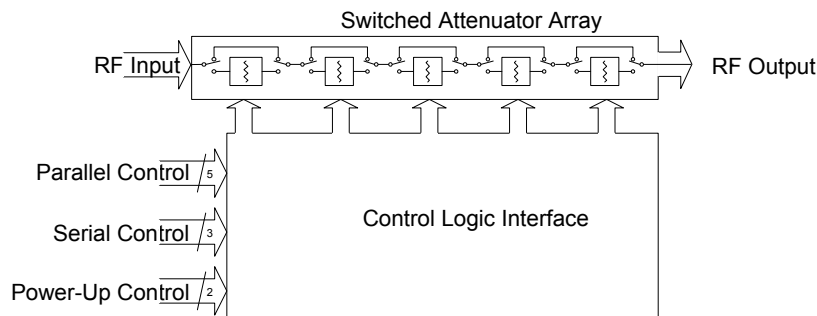 Switched Attenuator Array
RF Input
RF Output
Parallel Control
5
Serial Control
3
Control Logic Interface
Power-Up Control
2